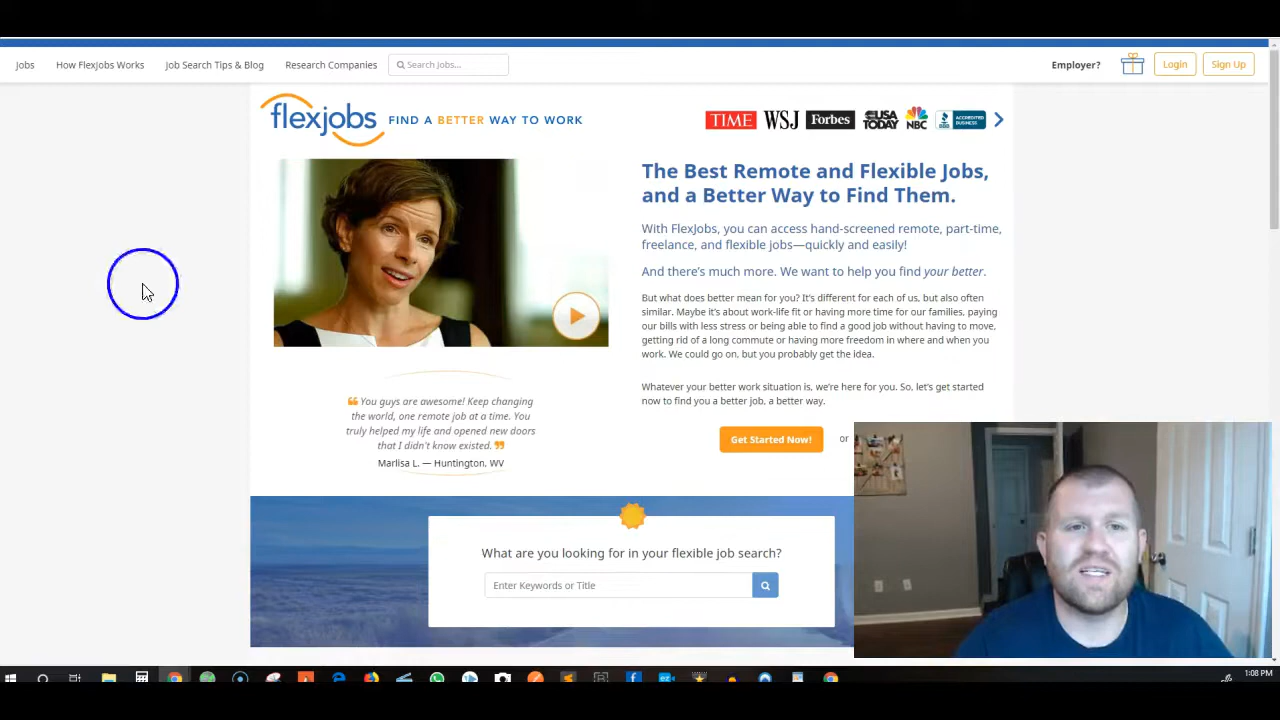 Jobs
How FlexJobs Works
Job Search Tips & Blog
Research Companies
Search Jobs...
Employer?
Login
Sign Up
flexjobs
FIND A BETTER WAY TO WORK
TIME
WSJ
Forbes
USA TODAY
NBC
BBB
ACCREDITED BUSINESS
The Best Remote and Flexible Jobs,
and a Better Way to Find Them.
With FlexJobs, you can access hand-screened remote, part-time,
freelance, and flexible jobs—quickly and easily!
And there's much more. We want to help you find your better.
But what does better mean for you? It's different for each of us, but also often
similar. Maybe it's about work-life fit or having more time for our families, paying
our bills with less stress or being able to find a good job without having to move,
getting rid of a long commute or having more freedom in where and when you
work. We could go on, but you probably get the idea.
Whatever your better work situation is, we're here for you. So, let's get started
now to find you a better job, a better way.
Get Started Now!
or
❝ You guys are awesome! Keep changing
the world, one remote job at a time. You
truly helped my life and opened new doors
that I didn't know existed. ❞
Marlisa L. — Huntington, WV
What are you looking for in your flexible job search?
Enter Keywords or Title
1:08 PM